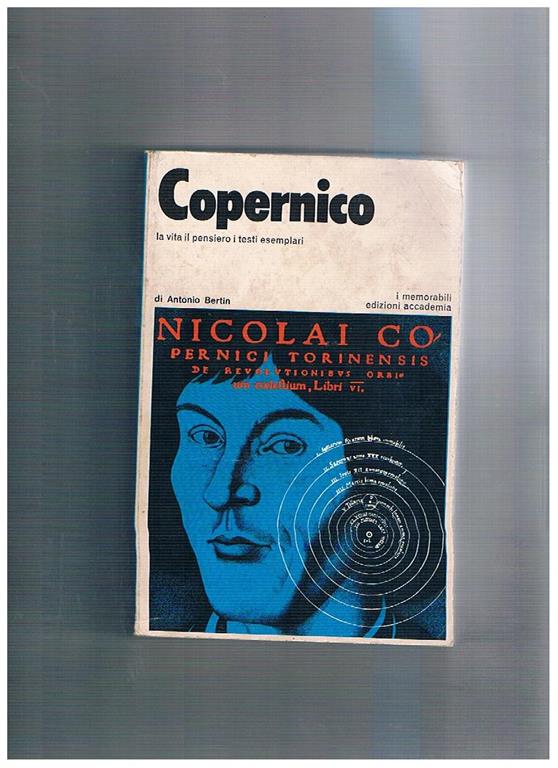 Copernico
la vita il pensiero i testi esemplari
di Antonio Bertin
i memorabili
edizioni accademia
NICOLAI CO
PERNICI TORINENSIS
DE REVOLVTIONIBVS ORBI=
um cœlestium, Libri VI.